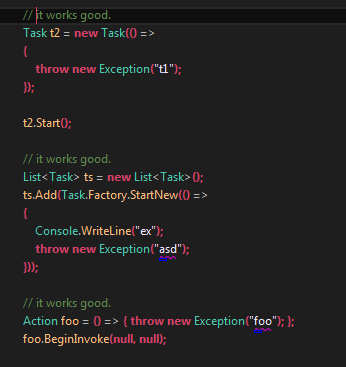 // it works good.
Task t2 = new Task(() =>
{
throw new Exception("t1");
});
t2.Start();
// it works good.
List<Task> ts = new List<Task>();
ts.Add(Task.Factory.StartNew(() =>
{
Console.WriteLine("ex");
throw new Exception("asd");
}));
// it works good.
Action foo = () => { throw new Exception("foo"); };
foo.BeginInvoke(null, null);